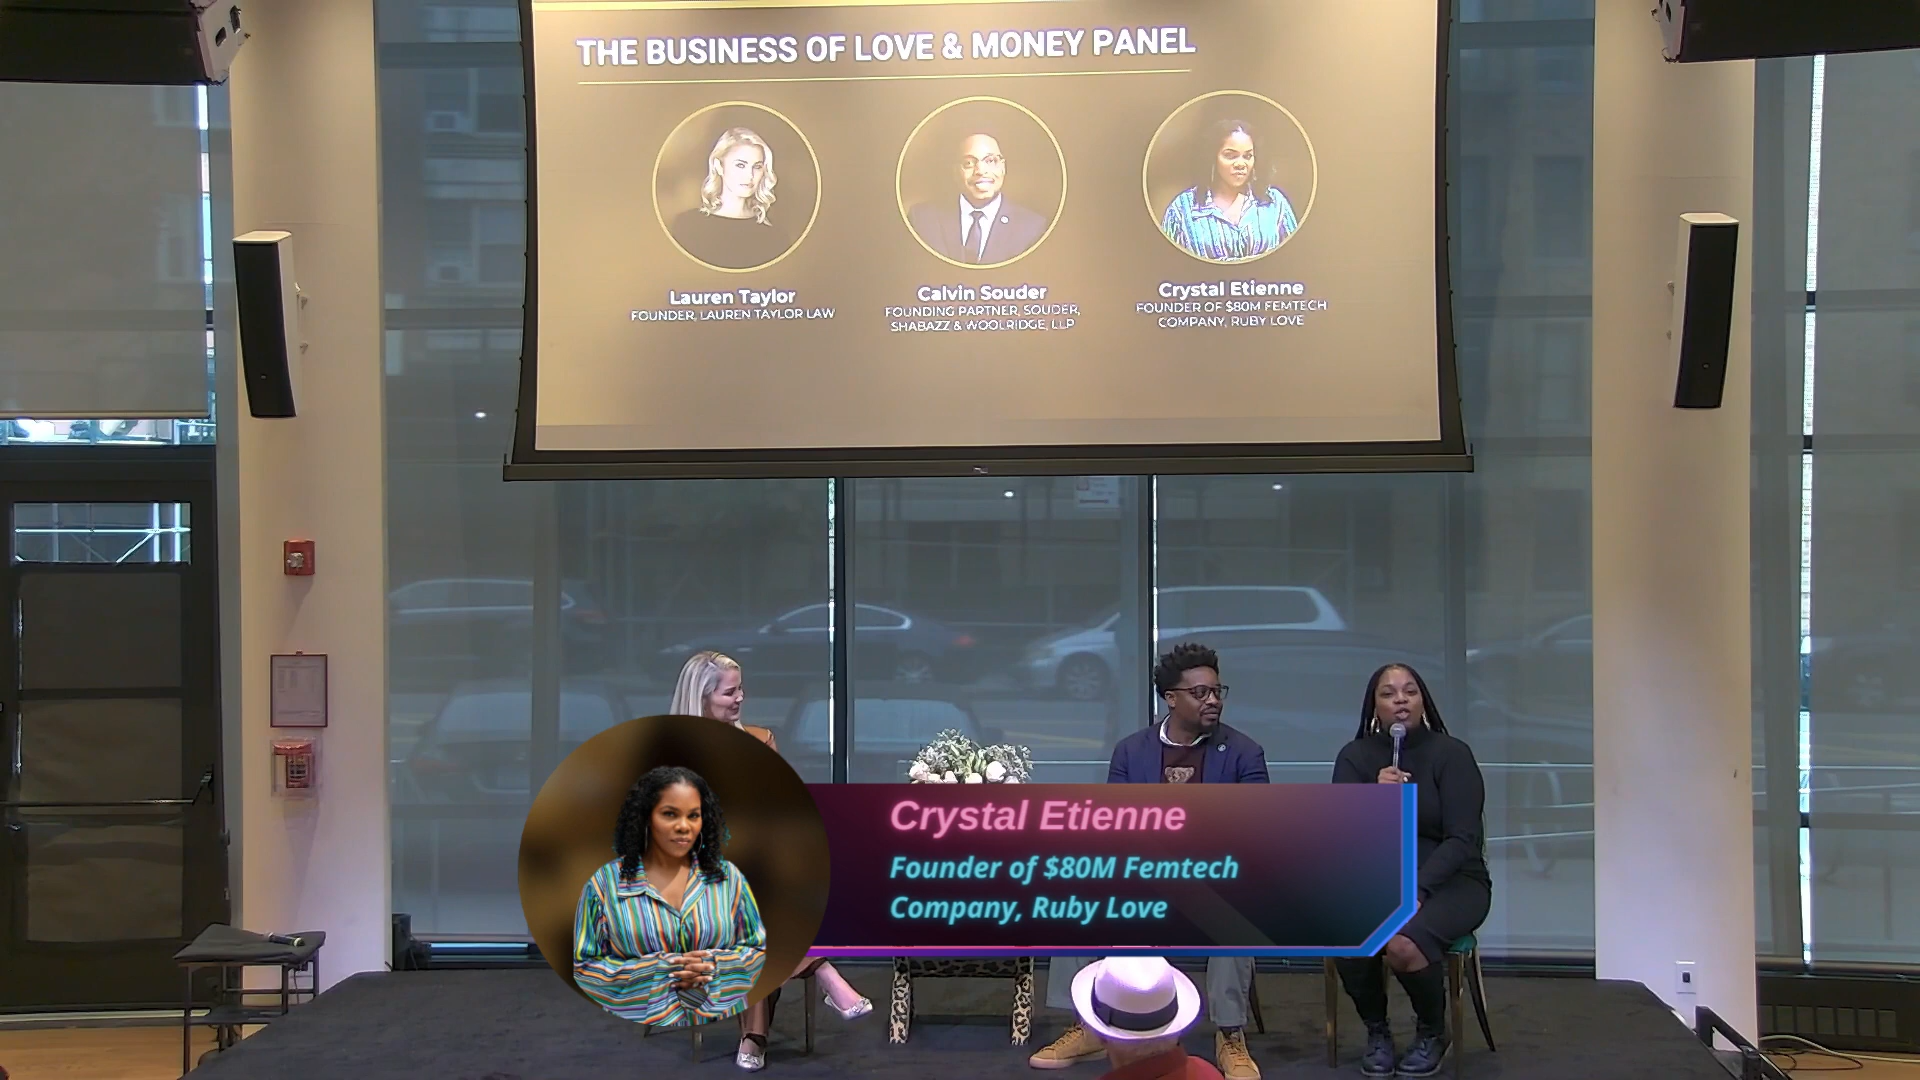 THE BUSINESS OF LOVE & MONEY PANEL
Lauren Taylor
FOUNDER, LAUREN TAYLOR LAW
Calvin Souder
FOUNDING PARTNER, SOUDER,
SHABAZZ & WOOLRIDGE, LLP
Crystal Etienne
FOUNDER OF $80M FEMTECH
COMPANY, RUBY LOVE
Crystal Etienne
Founder of $80M Femtech
Company, Ruby Love